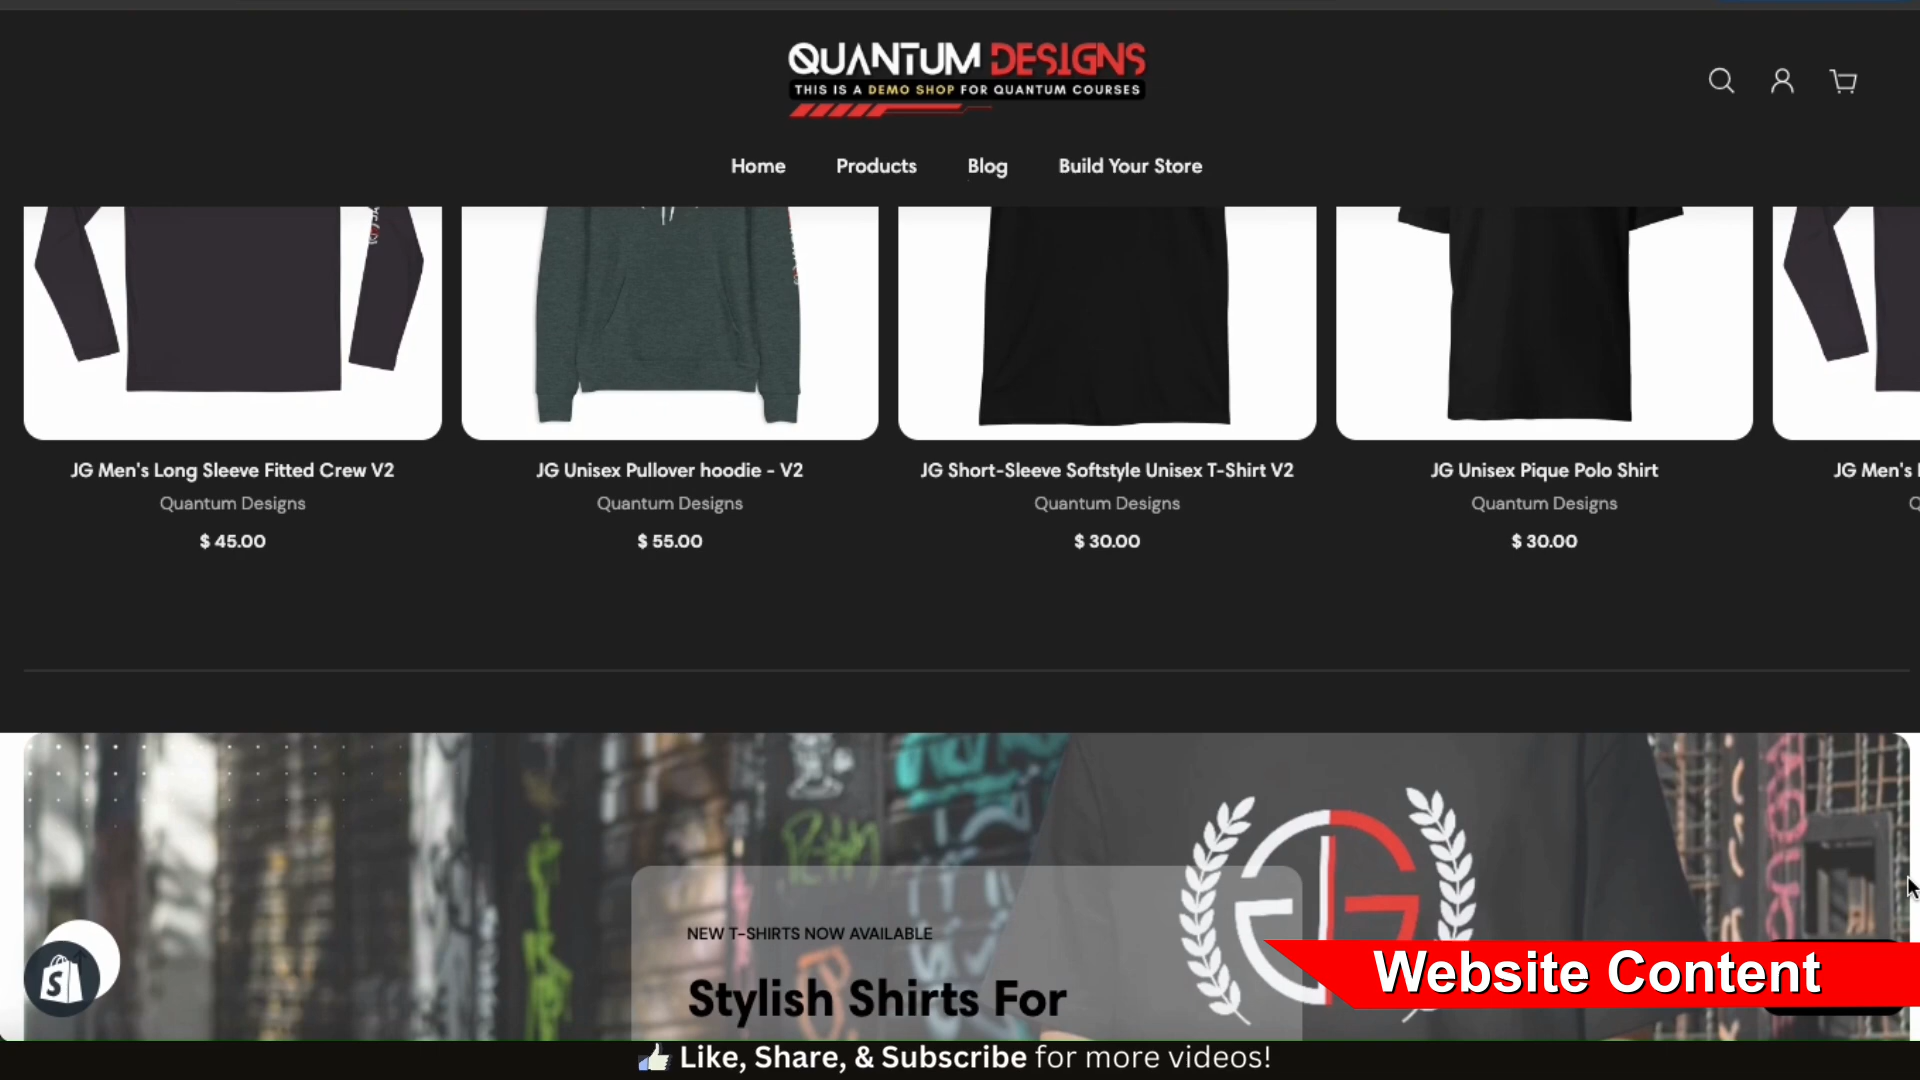 QUANTUM DESIGNS
THIS IS A DEMO SHOP FOR QUANTUM COURSES
Home Products Blog Build Your Store
JG Men's Long Sleeve Fitted Crew V2
Quantum Designs
$ 45.00
JG Unisex Pullover hoodie - V2
Quantum Designs
$ 55.00
JG Short-Sleeve Softstyle Unisex T-Shirt V2
Quantum Designs
$ 30.00
JG Unisex Pique Polo Shirt
Quantum Designs
$ 30.00
JG Men's
NEW T-SHIRTS NOW AVAILABLE
Stylish Shirts For
JG
S
Website Content
Like, Share, & Subscribe for more videos!